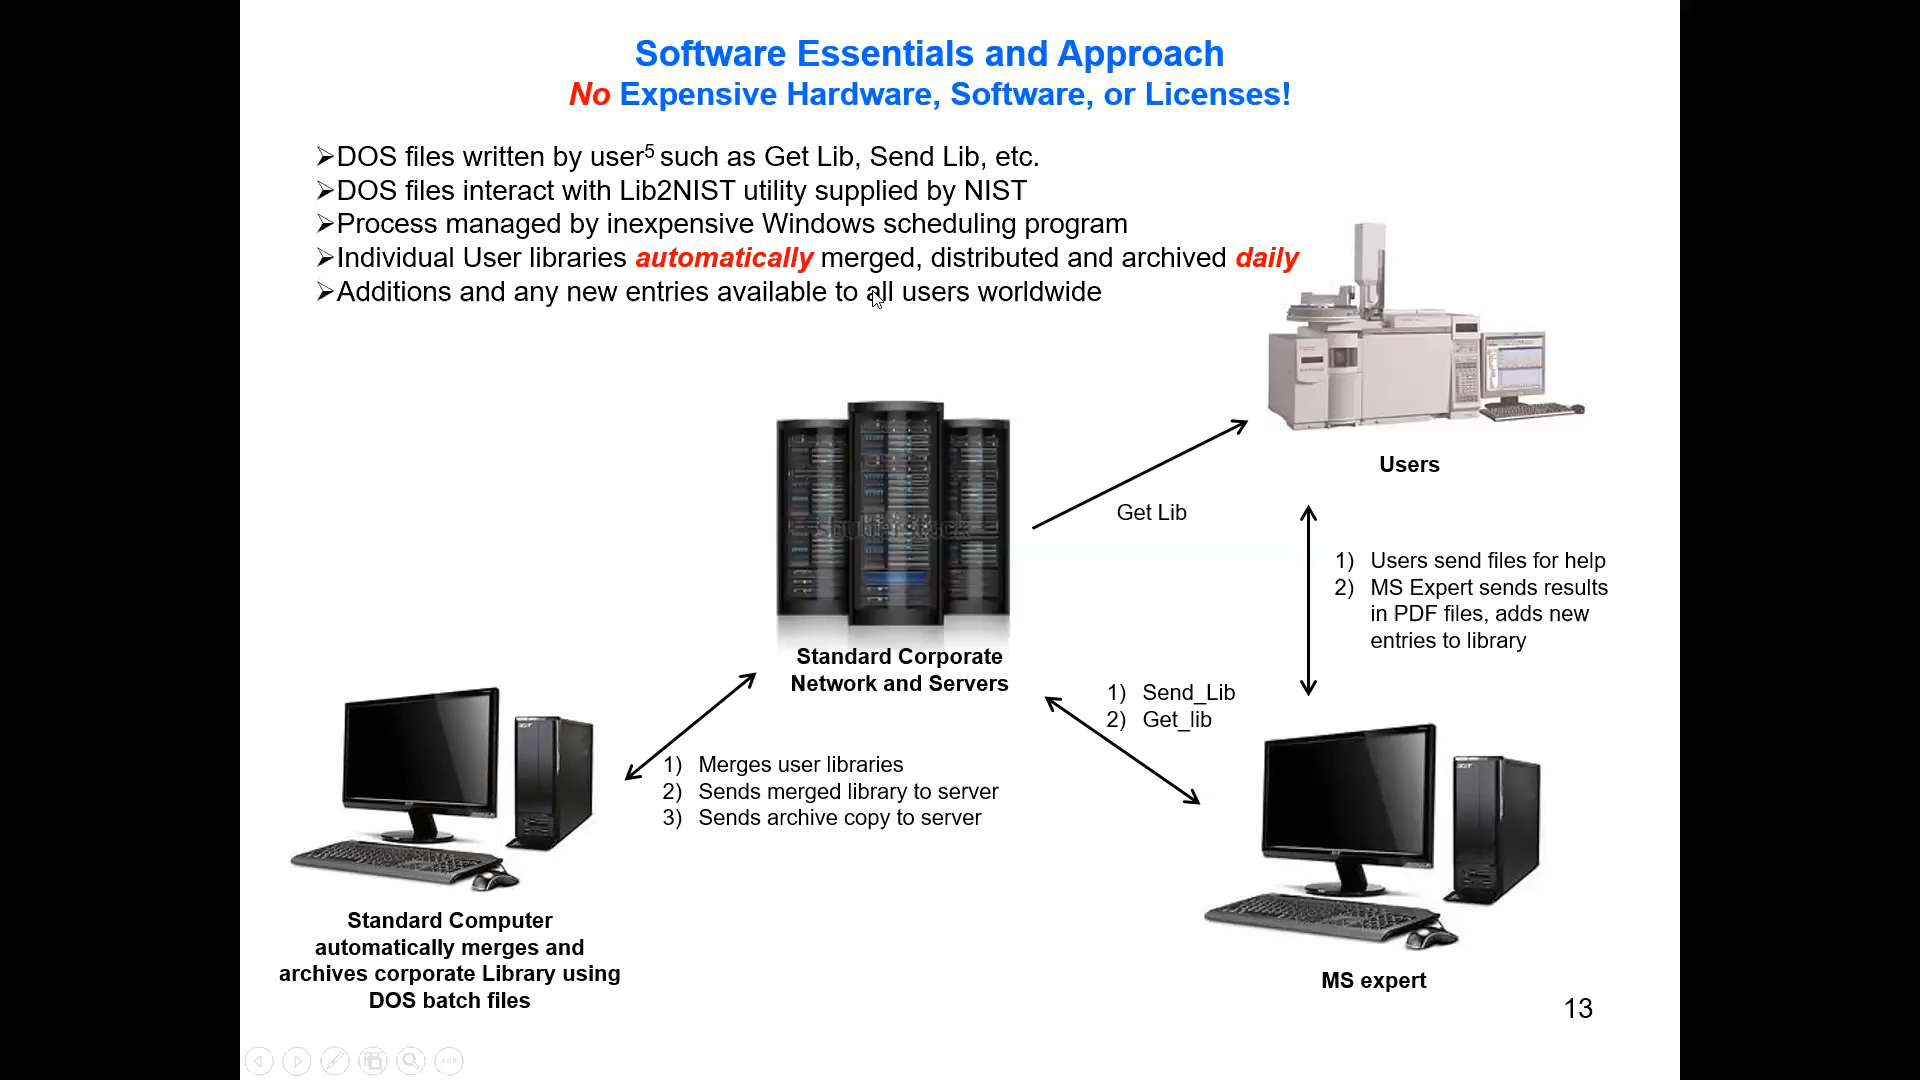 Software Essentials and Approach
No Expensive Hardware, Software, or Licenses!
➢DOS files written by user⁵ such as Get Lib, Send Lib, etc.
➢DOS files interact with Lib2NIST utility supplied by NIST
➢Process managed by inexpensive Windows scheduling program
➢Individual User libraries automatically merged, distributed and archived daily
➢Additions and any new entries available to all users worldwide
Users
Get Lib
1) Users send files for help
2) MS Expert sends results
in PDF files, adds new
entries to library
shutterstock
Standard Corporate
Network and Servers
1) Send_Lib
2) Get_lib
1) Merges user libraries
2) Sends merged library to server
3) Sends archive copy to server
acer
acer
Standard Computer
automatically merges and
archives corporate Library using
DOS batch files
MS expert
13